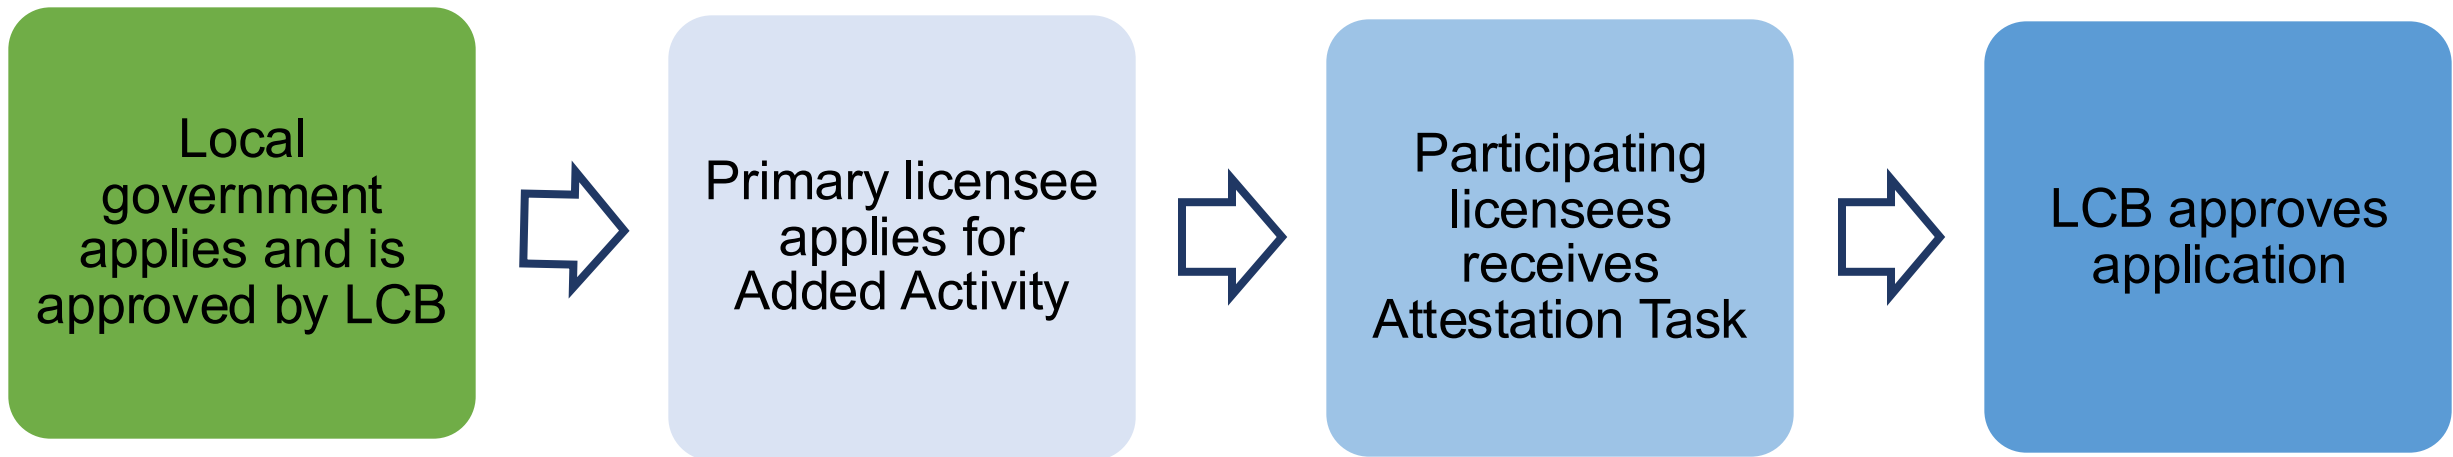 Local
government
applies and is
approved by LCB
Primary licensee
applies for
Added Activity
Participating
licensees
receives
Attestation Task
LCB approves
application